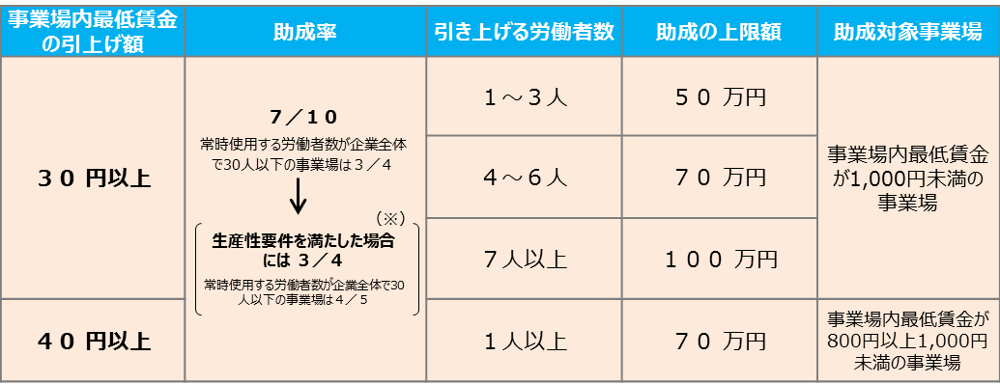 事業場内最低賃金
の引上げ額
助成率
引き上げる労働者数
助成の上限額
助成対象事業場
３０ 円以上
７／１０
常時使用する労働者数が企業全体
で30人以下の事業場は３／４
（※）
生産性要件を満たした場合
には ３／４
常時使用する労働者数が企業全体で30
人以下の事業場は４／５
１～３人
５０ 万円
４～６人
７０ 万円
７人以上
１００ 万円
事業場内最低賃金
が1,000円未満の
事業場
４０ 円以上
１人以上
７０ 万円
事業場内最低賃金が
800円以上1,000円
未満の事業場